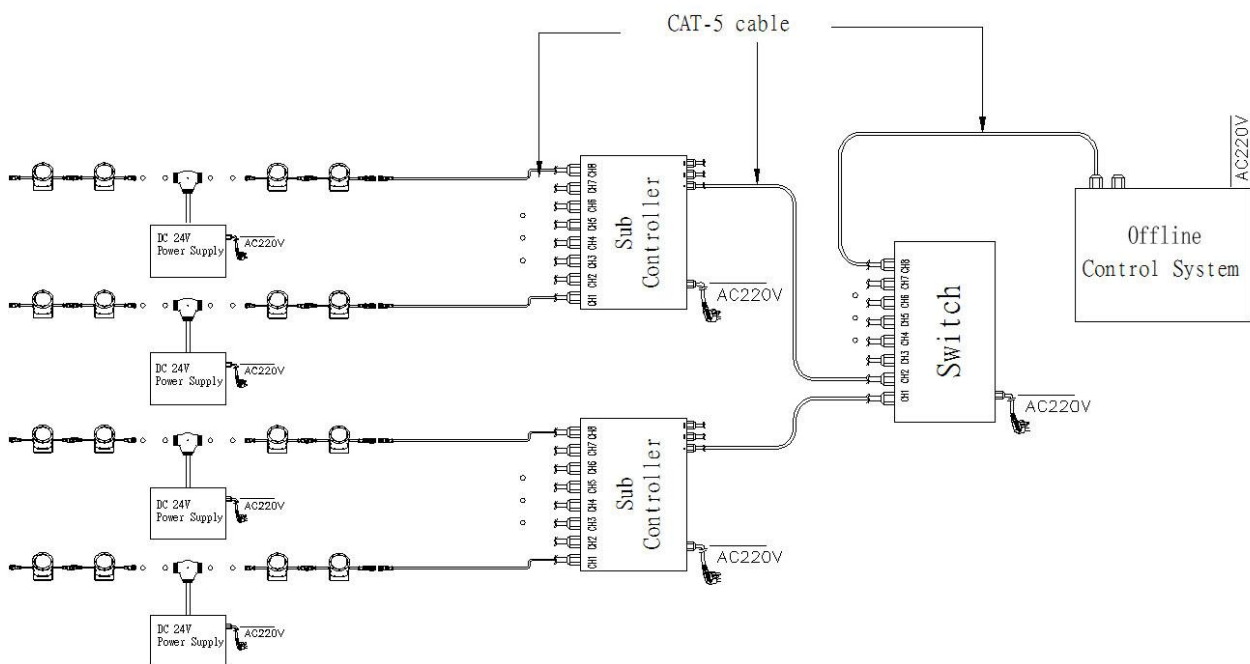 CAT-5 cable
AC220V
Offline
Control System
CH8
CH7
CH6
CH5
CH4
CH3
CH2
CH1
Sub
Controller
AC220V
DC 24V
Power Supply
AC220V
DC 24V
Power Supply
AC220V
CH8
CH7
CH6
CH5
CH4
CH3
CH2
CH1
Switch
AC220V
CH8
CH7
CH6
CH5
CH4
CH3
CH2
CH1
Sub
Controller
AC220V
DC 24V
Power Supply
AC220V
DC 24V
Power Supply
AC220V